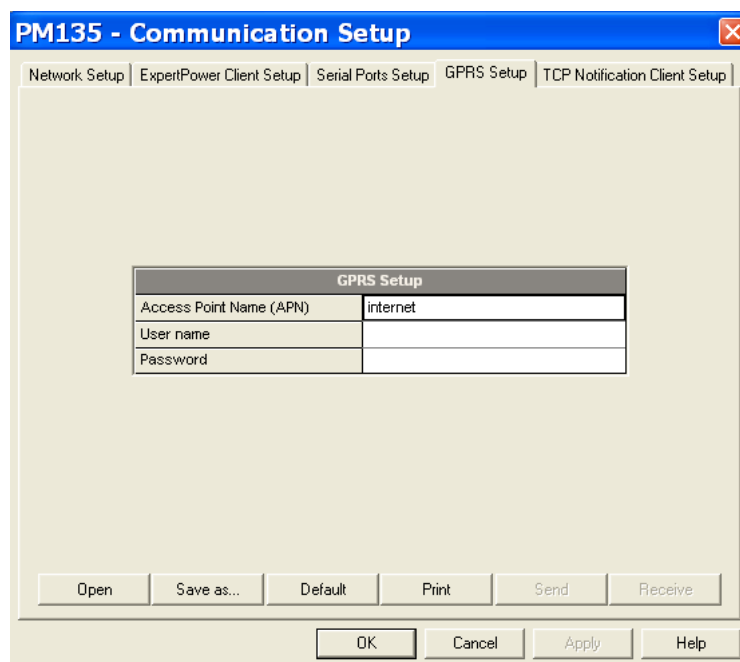 PM135 - Communication Setup
Network Setup ExpertPower Client Setup Serial Ports Setup GPRS Setup TCP Notification Client Setup
GPRS Setup
Access Point Name (APN) internet
User name
Password
Open Save as... Default Print Send Receive
OK Cancel Apply Help